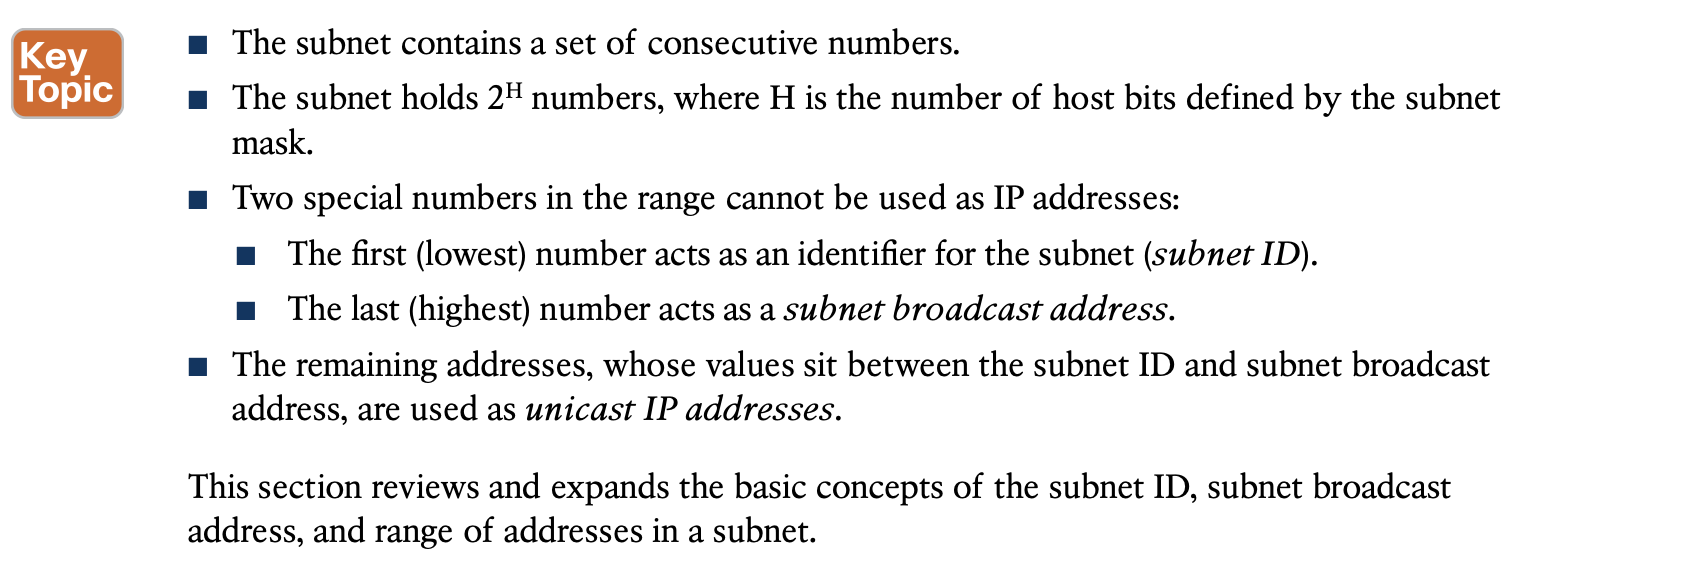 Key
Topic
■ The subnet contains a set of consecutive numbers.
■ The subnet holds 2ᴴ numbers, where H is the number of host bits defined by the subnet
mask.
■ Two special numbers in the range cannot be used as IP addresses:
■ The first (lowest) number acts as an identifier for the subnet (subnet ID).
■ The last (highest) number acts as a subnet broadcast address.
■ The remaining addresses, whose values sit between the subnet ID and subnet broadcast
address, are used as unicast IP addresses.
This section reviews and expands the basic concepts of the subnet ID, subnet broadcast
address, and range of addresses in a subnet.